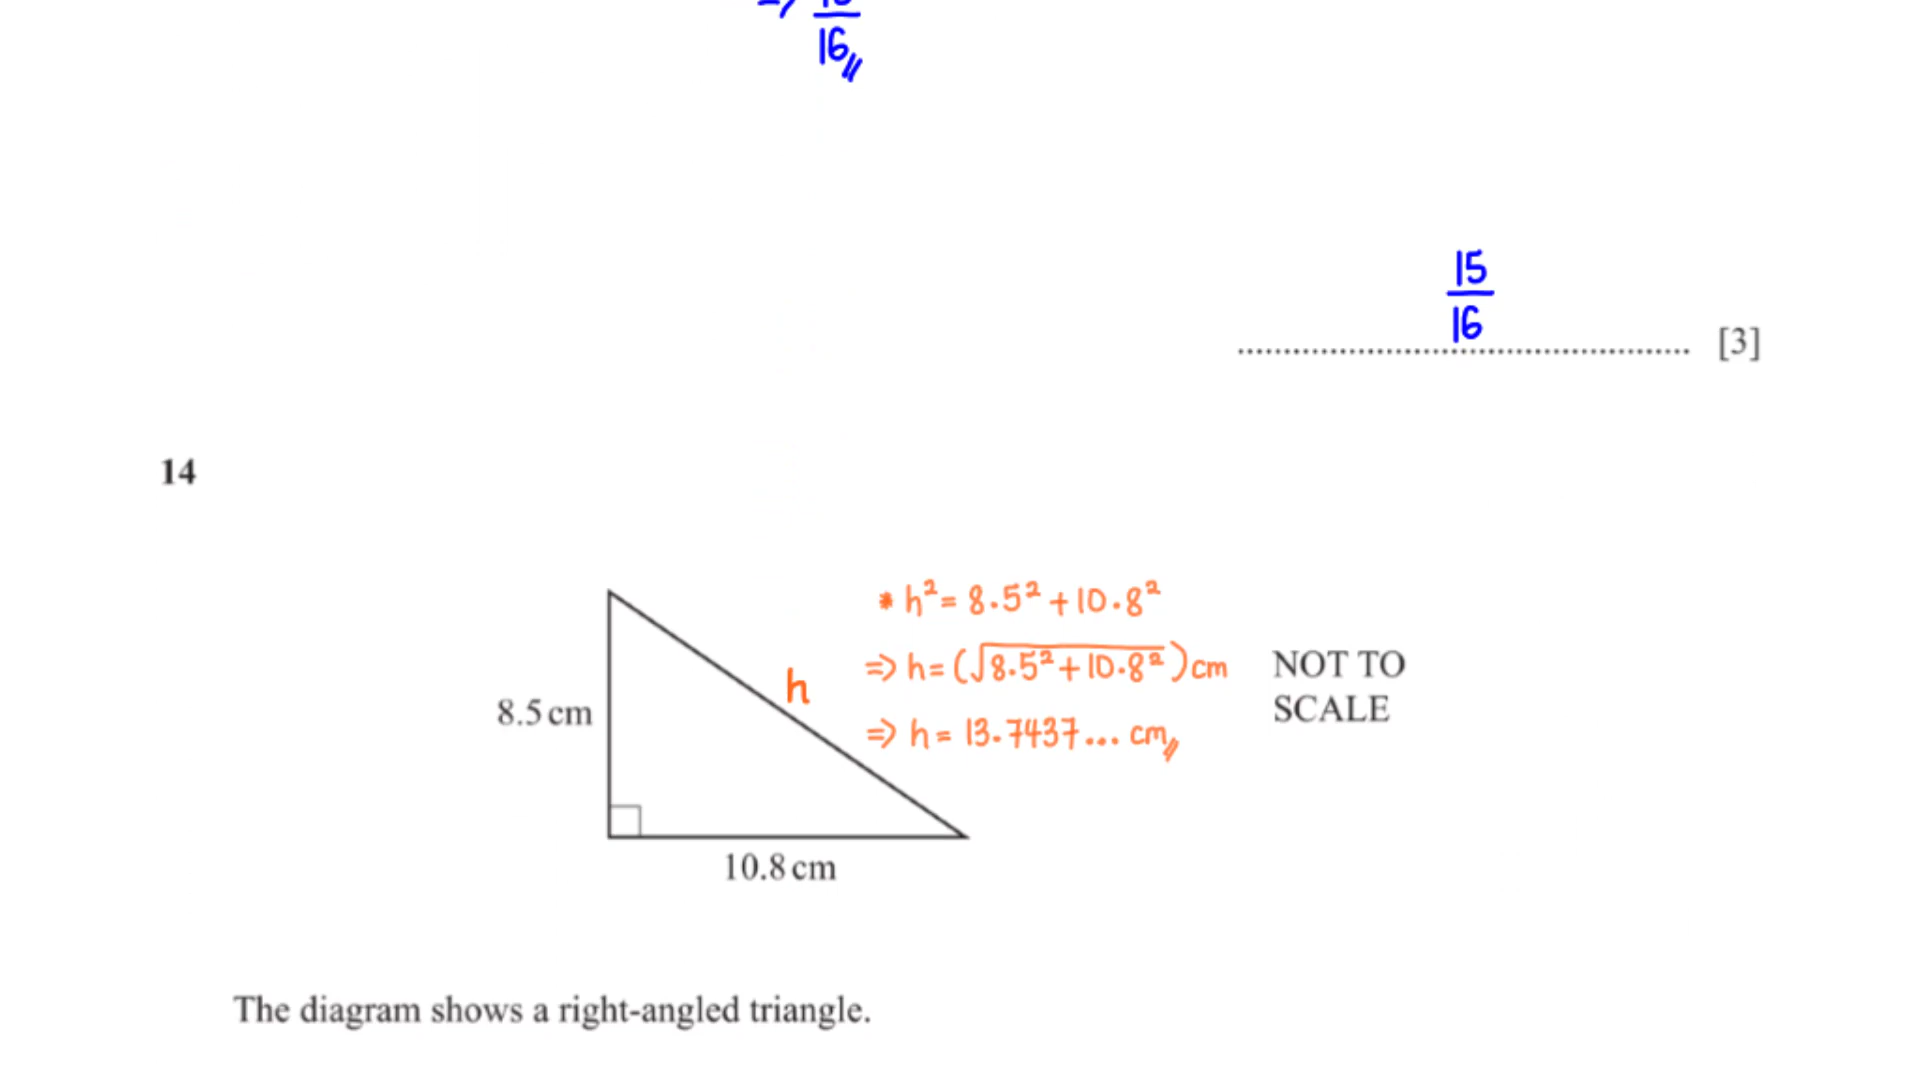 ⇒ 15/16
15/16
[3]
14
* h² = 8.5² + 10.8²
⇒ h = (√8.5² + 10.8²) cm
NOT TO
SCALE
h
8.5 cm
⇒ h = 13.7437... cm
10.8 cm
The diagram shows a right-angled triangle.